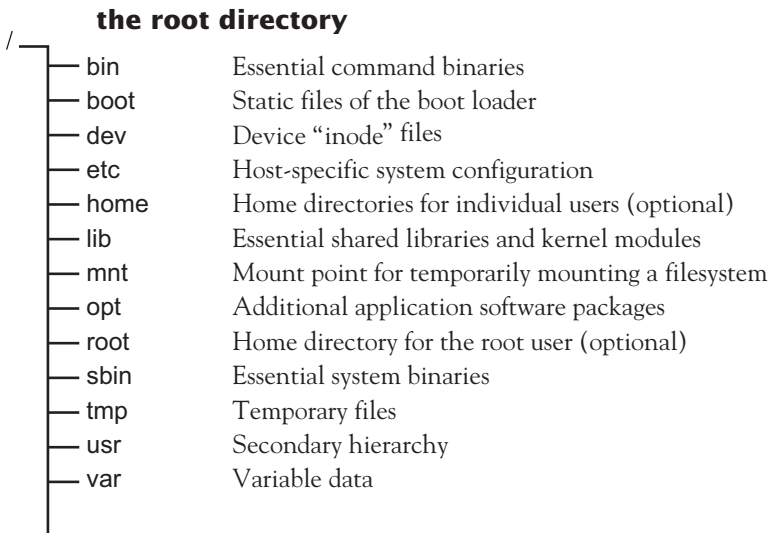 the root directory
/
bin Essential command binaries
boot Static files of the boot loader
dev Device “inode” files
etc Host-specific system configuration
home Home directories for individual users (optional)
lib Essential shared libraries and kernel modules
mnt Mount point for temporarily mounting a filesystem
opt Additional application software packages
root Home directory for the root user (optional)
sbin Essential system binaries
tmp Temporary files
usr Secondary hierarchy
var Variable data